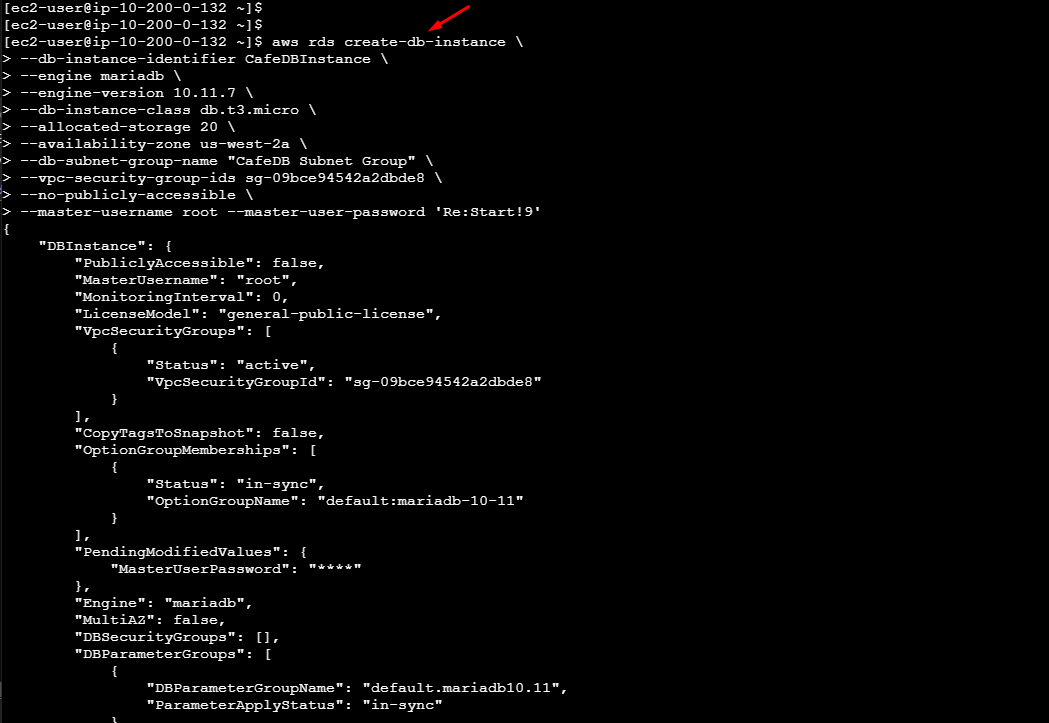 [ec2-user@ip-10-200-0-132 ~]$
[ec2-user@ip-10-200-0-132 ~]$
[ec2-user@ip-10-200-0-132 ~]$ aws rds create-db-instance \
> --db-instance-identifier CafeDBInstance \
> --engine mariadb \
> --engine-version 10.11.7 \
> --db-instance-class db.t3.micro \
> --allocated-storage 20 \
> --availability-zone us-west-2a \
> --db-subnet-group-name "CafeDB Subnet Group" \
> --vpc-security-group-ids sg-09bce94542a2dbde8 \
> --no-publicly-accessible \
> --master-username root --master-user-password 'Re:Start!9'
{
    "DBInstance": {
        "PubliclyAccessible": false,
        "MasterUsername": "root",
        "MonitoringInterval": 0,
        "LicenseModel": "general-public-license",
        "VpcSecurityGroups": [
            {
                "Status": "active",
                "VpcSecurityGroupId": "sg-09bce94542a2dbde8"
            }
        ],
        "CopyTagsToSnapshot": false,
        "OptionGroupMemberships": [
            {
                "Status": "in-sync",
                "OptionGroupName": "default:mariadb-10-11"
            }
        ],
        "PendingModifiedValues": {
            "MasterUserPassword": "****"
        },
        "Engine": "mariadb",
        "MultiAZ": false,
        "DBSecurityGroups": [],
        "DBParameterGroups": [
            {
                "DBParameterGroupName": "default.mariadb10.11",
                "ParameterApplyStatus": "in-sync"
            }